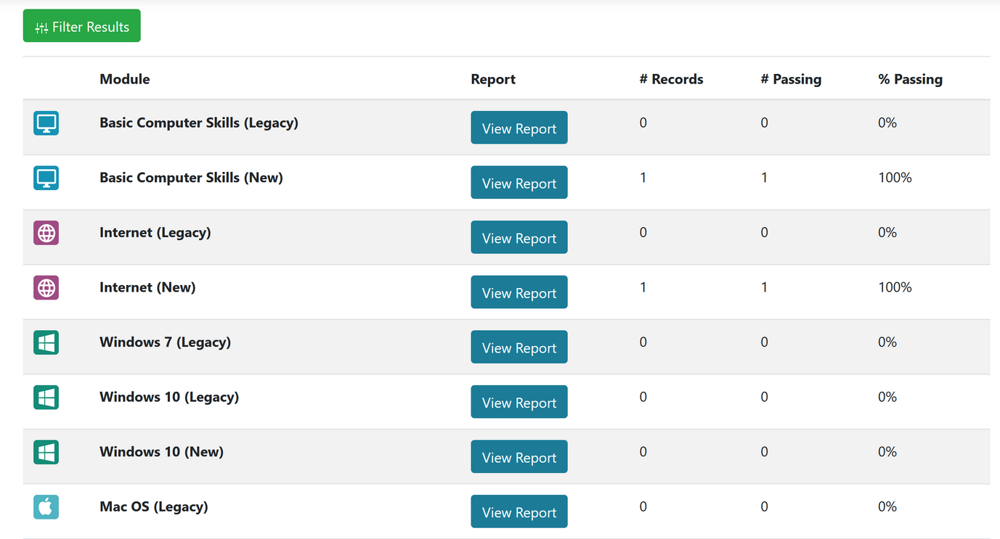 Filter Results
Module Report # Records # Passing % Passing
Basic Computer Skills (Legacy) View Report 0 0 0%
Basic Computer Skills (New) View Report 1 1 100%
Internet (Legacy) View Report 0 0 0%
Internet (New) View Report 1 1 100%
Windows 7 (Legacy) View Report 0 0 0%
Windows 10 (Legacy) View Report 0 0 0%
Windows 10 (New) View Report 0 0 0%
Mac OS (Legacy) View Report 0 0 0%